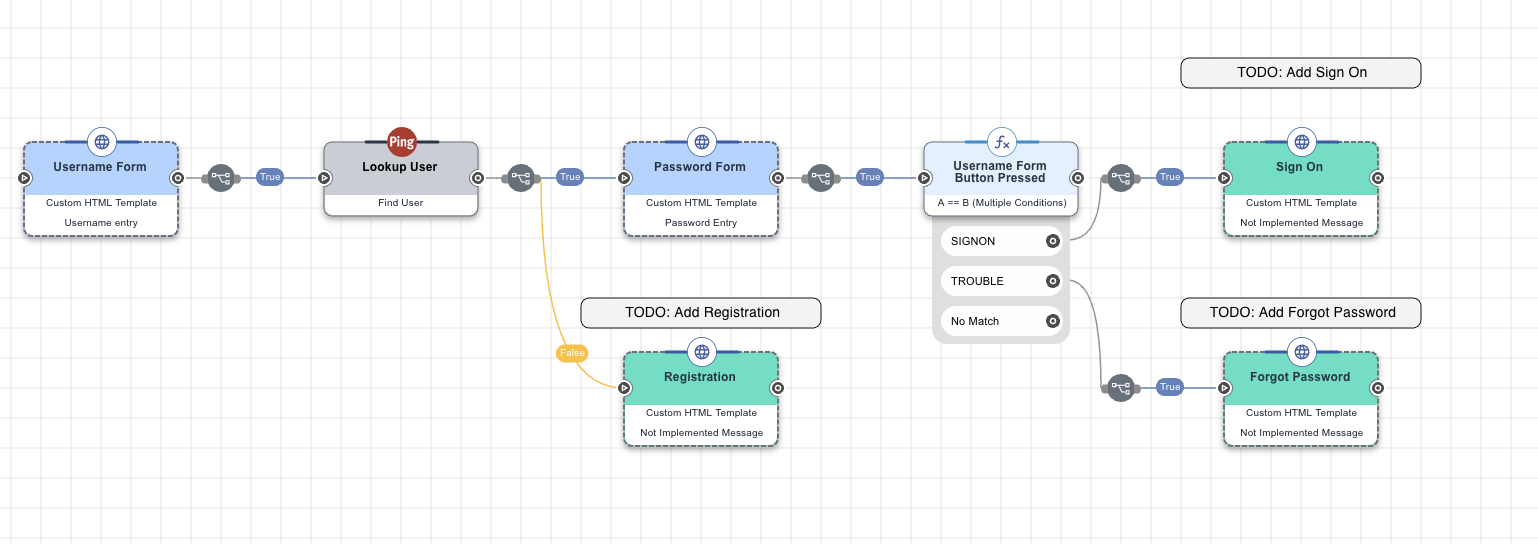 TODO: Add Sign On
Username Form
Custom HTML Template
Username entry
True
Ping
Lookup User
Find User
True
False
Password Form
Custom HTML Template
Password Entry
True
fx
Username Form
Button Pressed
A == B (Multiple Conditions)
SIGNON
TROUBLE
No Match
True
Sign On
Custom HTML Template
Not Implemented Message
TODO: Add Registration
Registration
Custom HTML Template
Not Implemented Message
TODO: Add Forgot Password
True
Forgot Password
Custom HTML Template
Not Implemented Message